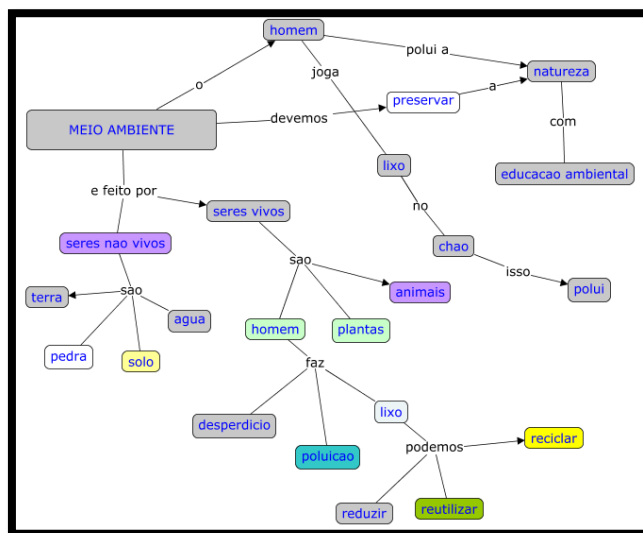 homem
polui a
joga
natureza
o
a
preservar
devemos
MEIO AMBIENTE
com
lixo
educacao ambiental
e feito por
no
seres vivos
seres nao vivos
chao
sao
isso
animais
polui
terra
sao
agua
homem
plantas
pedra
solo
faz
lixo
desperdicio
reciclar
podemos
poluicao
reduzir
reutilizar